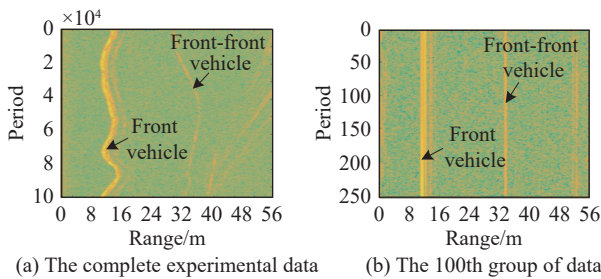 ×10⁴
0
2
4
6
8
10
Period
Front-front
vehicle
Front
vehicle
0 8 16 24 32 40 48 56
Range/m
(a) The complete experimental data
0
50
100
150
200
250
Period
Front-front
vehicle
Front
vehicle
0 8 16 24 32 40 48 56
Range/m
(b) The 100th group of data